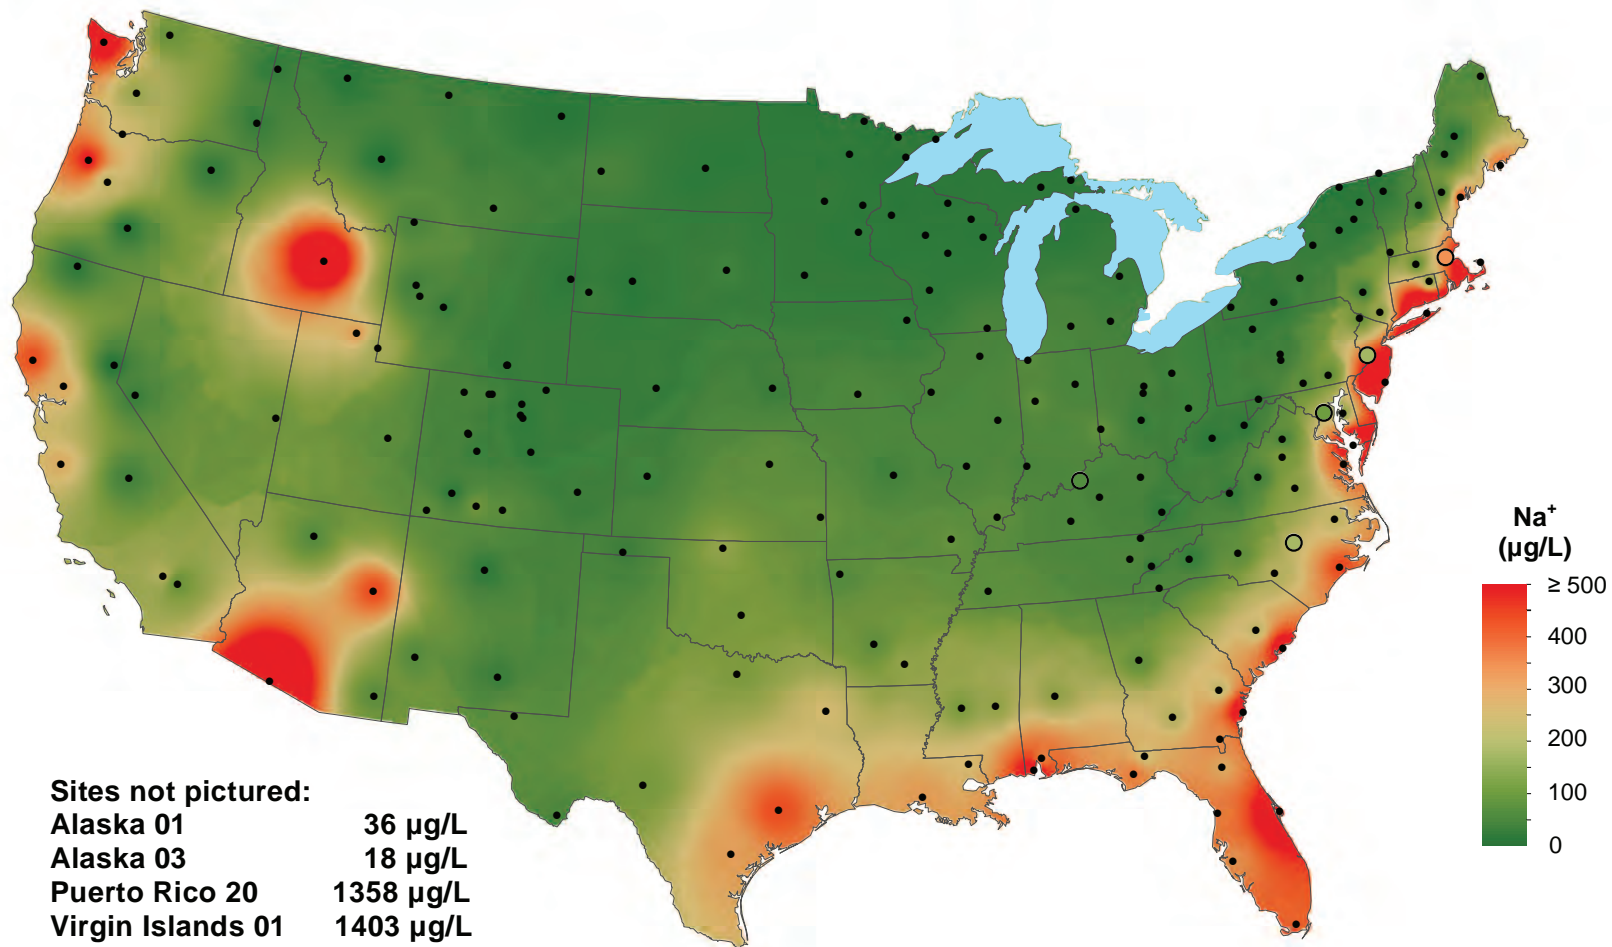 Na⁺
(µg/L)
≥ 500
400
300
200
100
0
Sites not pictured:
Alaska 01 36 µg/L
Alaska 03 18 µg/L
Puerto Rico 20 1358 µg/L
Virgin Islands 01 1403 µg/L